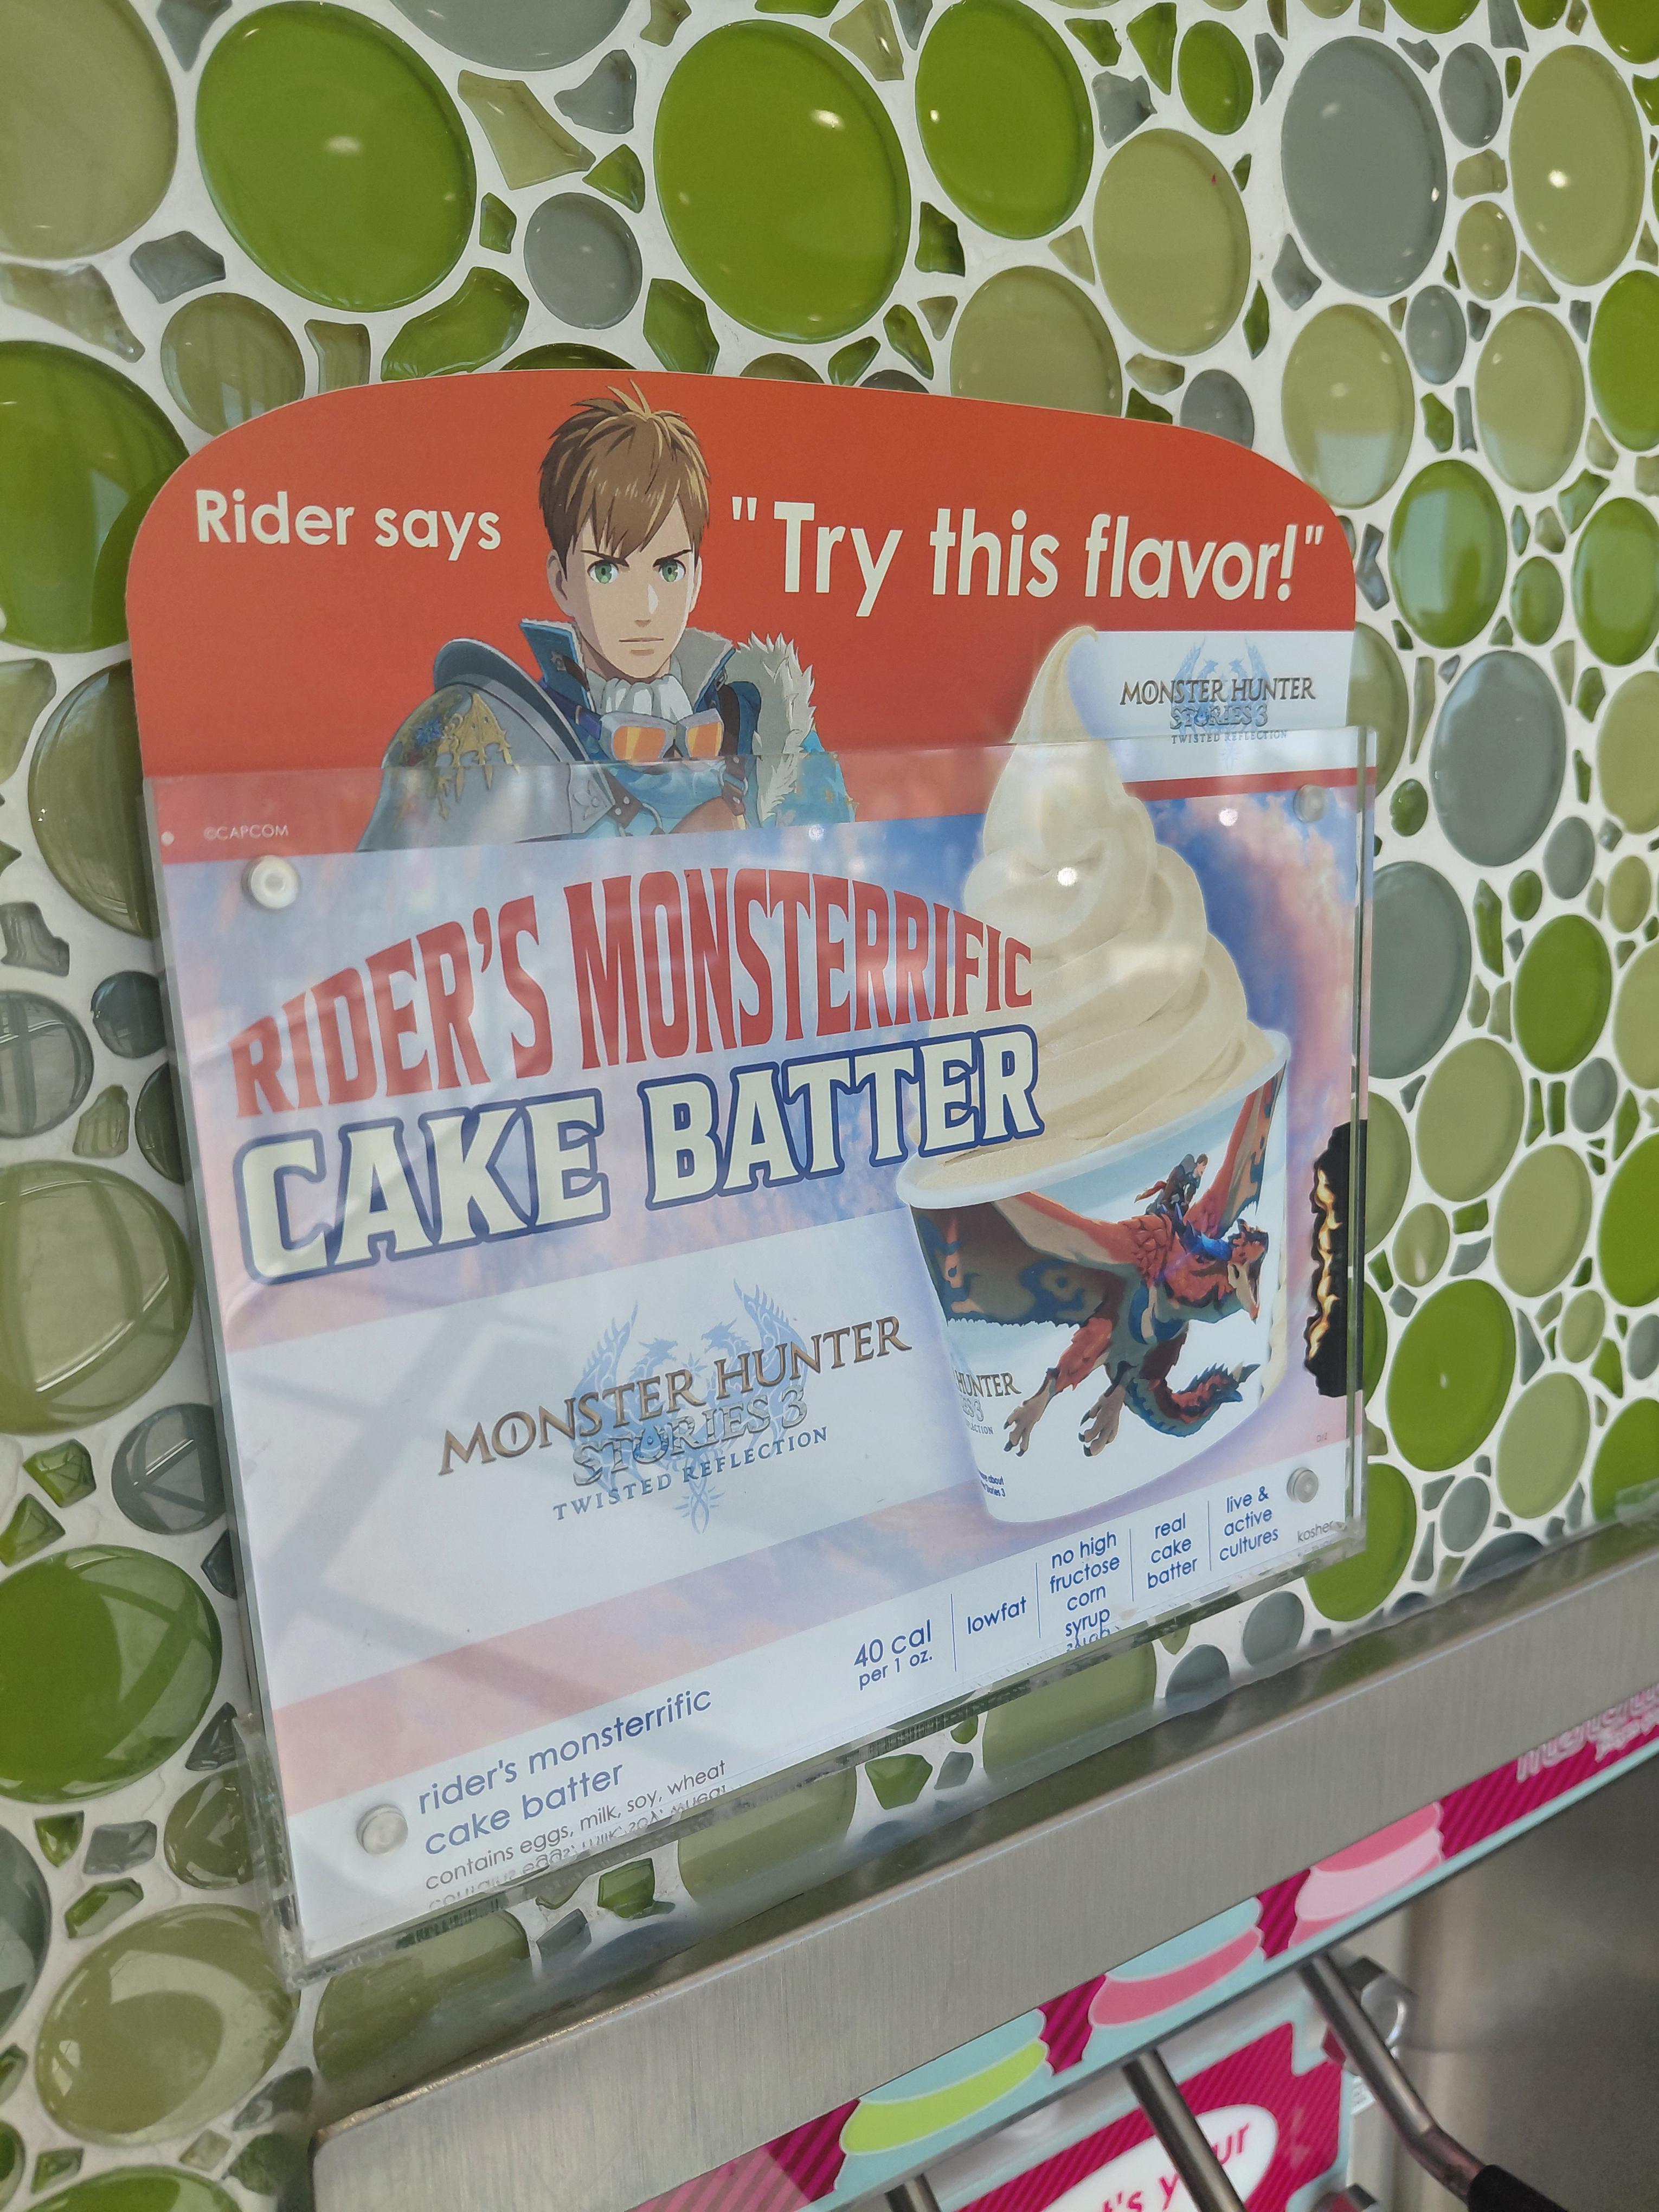 Rider says
"Try this flavor!"
MONSTER HUNTER
STORIES 3
TWISTED REFLECTION
©CAPCOM
RIDER'S MONSTERRIFIC
CAKE BATTER
MONSTER HUNTER
STORIES 3
TWISTED REFLECTION
HUNTER
40 cal
per 1 oz.
lowfat
no high
fructose
corn
syrup
real
cake
batter
live &
active
cultures
kosher
rider's monsterrific
cake batter
contains eggs, milk, soy, wheat